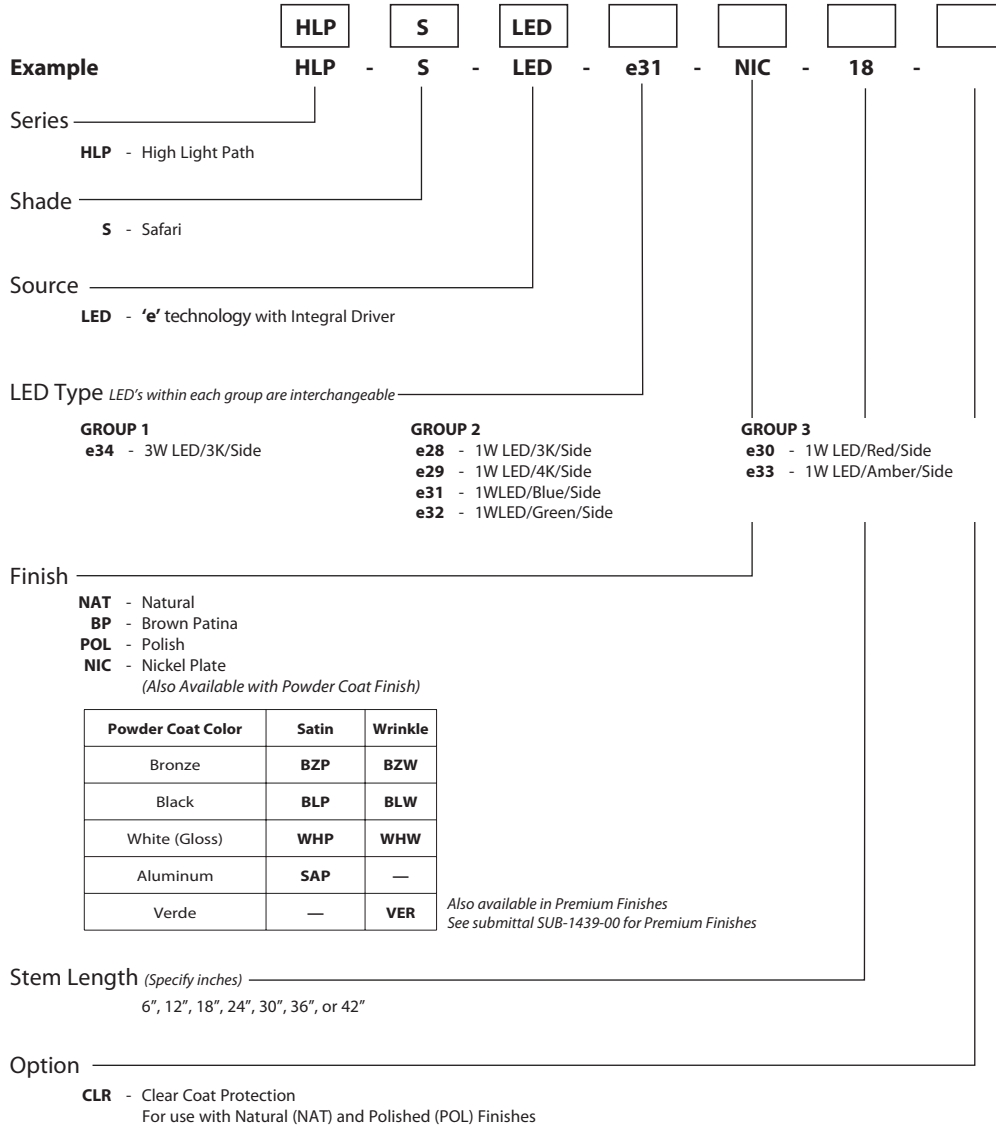 HLP S LED
Example HLP - S - LED - e31 - NIC - 18 -
Series
HLP - High Light Path
Shade
S - Safari
Source
LED - 'e' technology with Integral Driver
LED Type LED's within each group are interchangeable
GROUP 1
e34 - 3W LED/3K/Side
GROUP 2
e28 - 1W LED/3K/Side
e29 - 1W LED/4K/Side
e31 - 1WLED/Blue/Side
e32 - 1WLED/Green/Side
GROUP 3
e30 - 1W LED/Red/Side
e33 - 1W LED/Amber/Side
Finish
NAT - Natural
BP - Brown Patina
POL - Polish
NIC - Nickel Plate
(Also Available with Powder Coat Finish)
Powder Coat Color Satin Wrinkle
Bronze BZP BZW
Black BLP BLW
White (Gloss) WHP WHW
Aluminum SAP —
Verde — VER
Also available in Premium Finishes
See submittal SUB-1439-00 for Premium Finishes
Stem Length (Specify inches)
6", 12", 18", 24", 30", 36", or 42"
Option
CLR - Clear Coat Protection
For use with Natural (NAT) and Polished (POL) Finishes